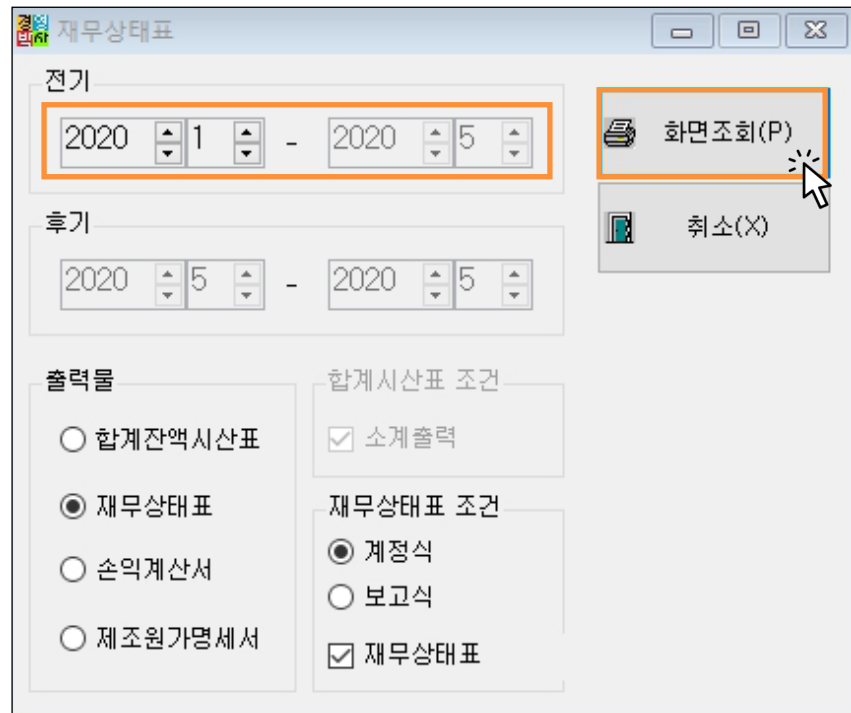 경영박사 재무상태표
전기
2020 1 - 2020 5
화면조회(P)
취소(X)
후기
2020 5 - 2020 5
출력물
합계잔액시산표
재무상태표
손익계산서
제조원가명세서
합계시산표 조건
소계출력
재무상태표 조건
계정식
보고식
재무상태표